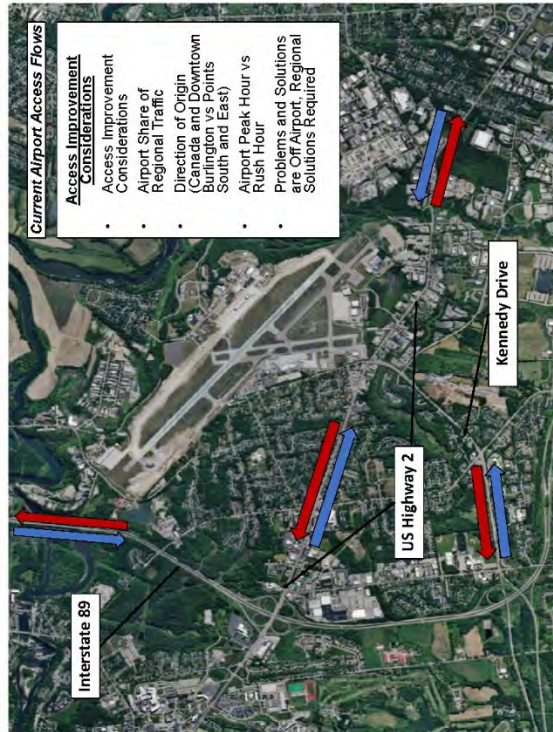 Current Airport Access Flows
Access Improvement
Considerations
• Access Improvement
Considerations
• Airport Share of
Regional Traffic
• Direction of Origin
(Canada and Downtown
Burlington vs Points
South and East)
• Airport Peak Hour vs
Rush Hour
• Problems and Solutions
are Off Airport, Regional
Solutions Required
Interstate 89
US Highway 2
Kennedy Drive